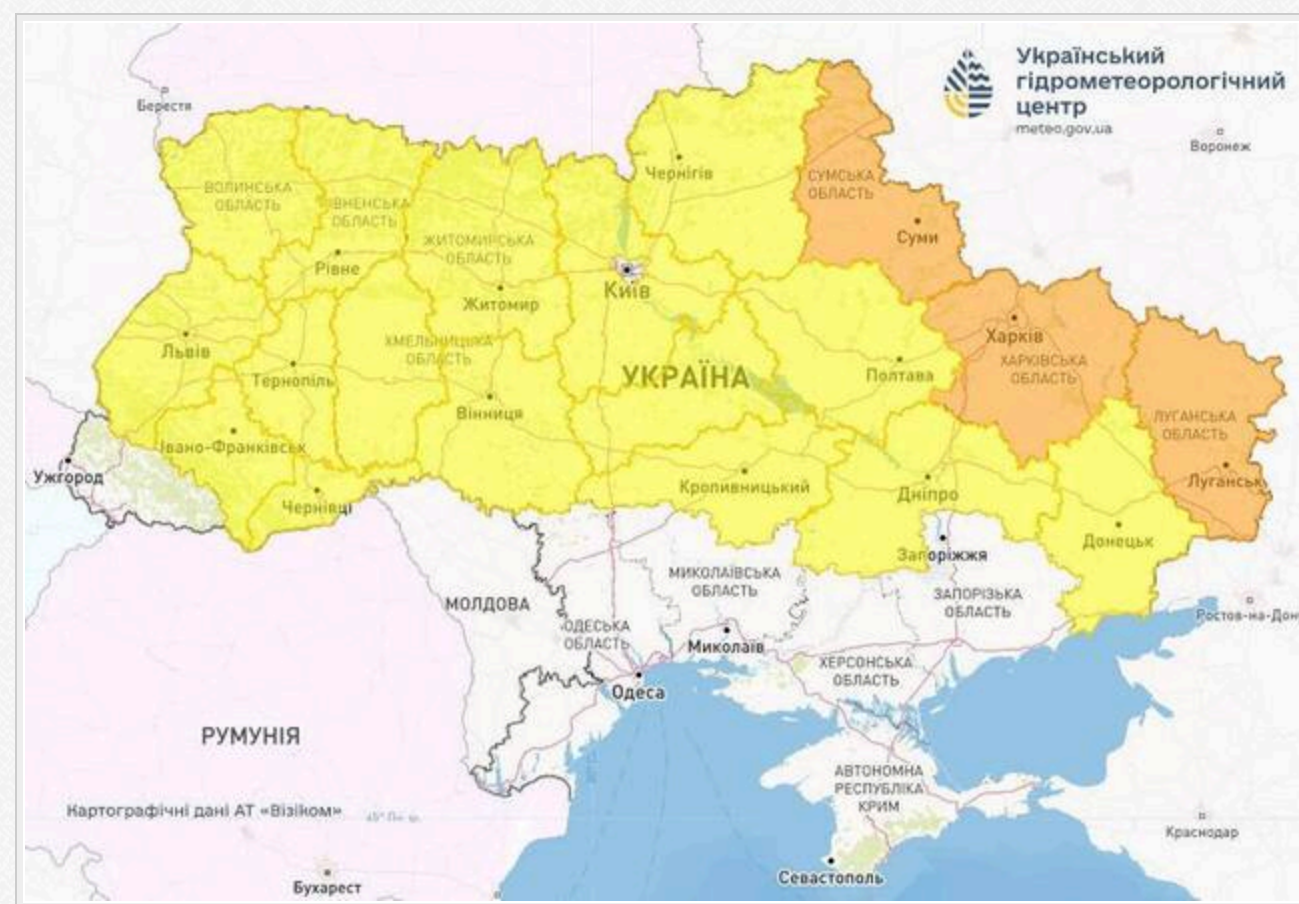 Український
гідрометеорологічний
центр
meteo.gov.ua
Берестя
Воронеж
Чернігів
ВОЛИНСЬКА
ОБЛАСТЬ
СУМСЬКА
ОБЛАСТЬ
ІВНЕНСЬКА
ОБЛАСТЬ
Суми
ЖИТОМИРСЬКА
ОБЛАСТЬ
Рівне
Київ
Житомир
Харків
Львів
ХМЕЛЬНИЦЬКА
ОБЛАСТЬ
ХАРКІВСЬКА
ОБЛАСТЬ
Тернопіль
УКРАЇНА
Полтава
Вінниця
ЛУГАНСЬКА
ОБЛАСТЬ
Івано-Франківськ
Ужгород
Луганськ
Кропивницький
Дніпро
Чернівці
Донецьк
Запоріжжя
МИКОЛАЇВСЬКА
ОБЛАСТЬ
ЗАПОРІЗЬКА
ОБЛАСТЬ
МОЛДОВА
Ростов-на-Дон
ОДЕСЬКА
ОБЛАСТЬ
Миколаїв
ХЕРСОНСЬКА
ОБЛАСТЬ
Одеса
РУМУНІЯ
АВТОНОМНА
РЕСПУБЛІКА
КРИМ
Картографічні дані АТ «Візіком»
Краснодар
Севастополь
Бухарест